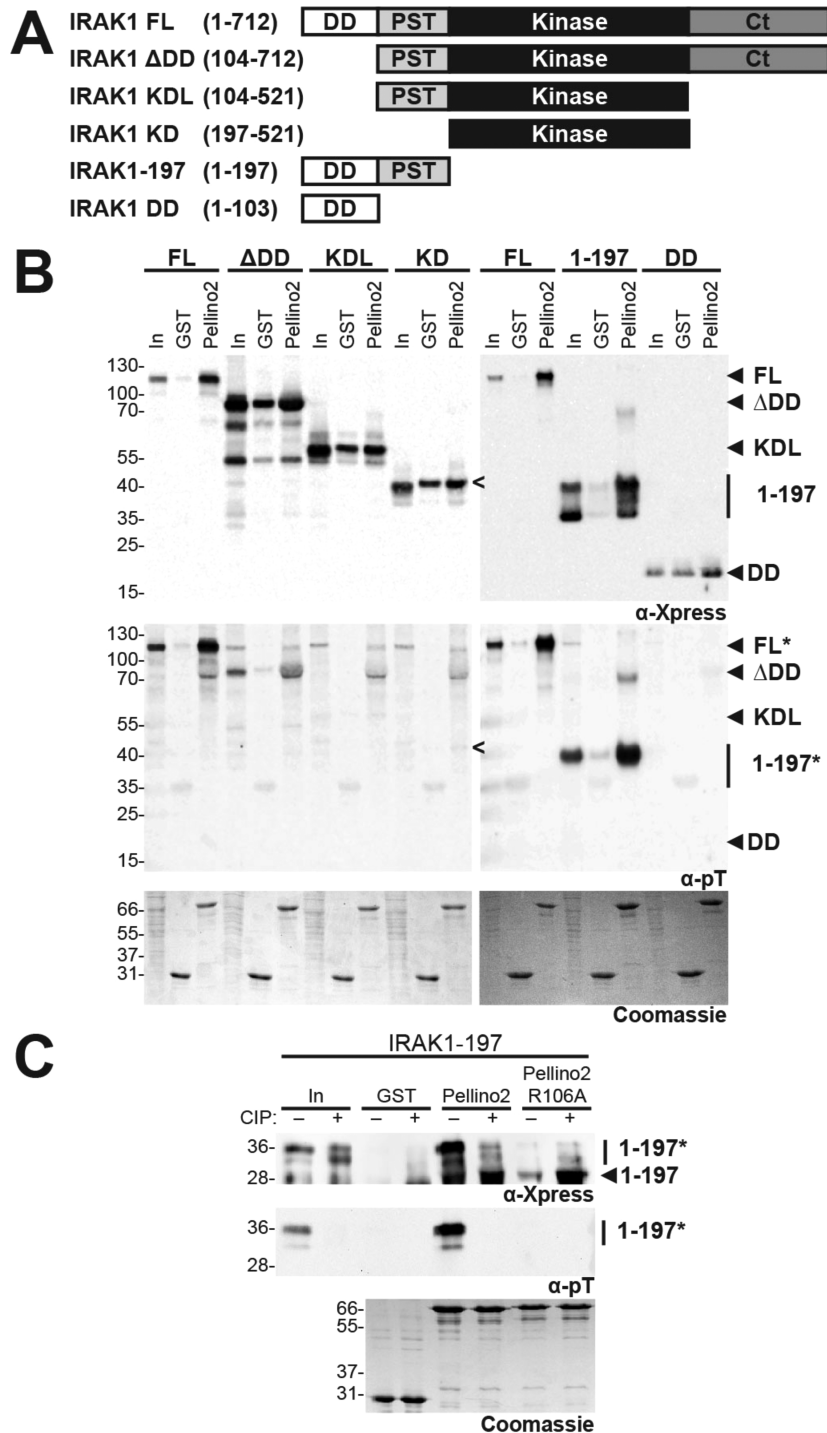 A
IRAK1 FL (1-712) DD PST Kinase Ct
IRAK1 ΔDD (104-712) PST Kinase Ct
IRAK1 KDL (104-521) PST Kinase
IRAK1 KD (197-521) Kinase
IRAK1-197 (1-197) DD PST
IRAK1 DD (1-103) DD
B
FL ΔDD KDL KD FL 1-197 DD
In GST Pellino2 In GST Pellino2 In GST Pellino2 In GST Pellino2 In GST Pellino2 In GST Pellino2 In GST Pellino2
130- ◄ FL
100- ◄ ΔDD
70-
55- ◄ KDL
40- < 1-197
35-
25-
15- ◄ DD
α-Xpress
130- ◄ FL*
100-
70- ◄ ΔDD
55- ◄ KDL
40- < 1-197*
35-
25-
15- ◄ DD
α-pT
66-
55-
37-
31-
Coomassie
C
IRAK1-197
In GST Pellino2 Pellino2
R106A
CIP: – + – + – + – +
36- 1-197*
28- ◄ 1-197
α-Xpress
36- 1-197*
28-
α-pT
66-
55-
37-
31-
Coomassie